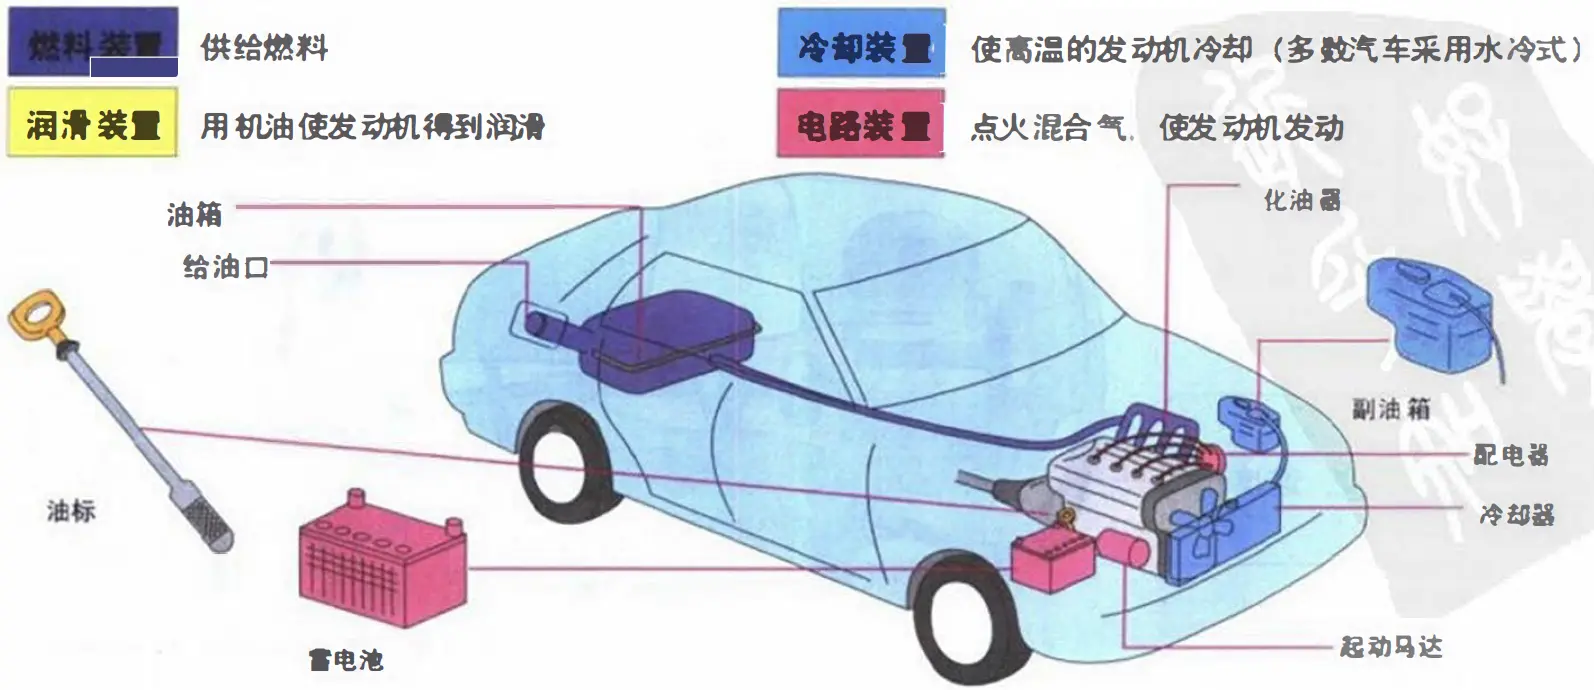 燃料装置 供给燃料
冷却装置 使高温的发动机冷却（多数汽车采用水冷式）
润滑装置 用机油使发动机得到润滑
电路装置 点火混合气，使发动机发动
油箱
化油器
给油口
副油箱
配电器
油标
冷却器
起动马达
蓄电池